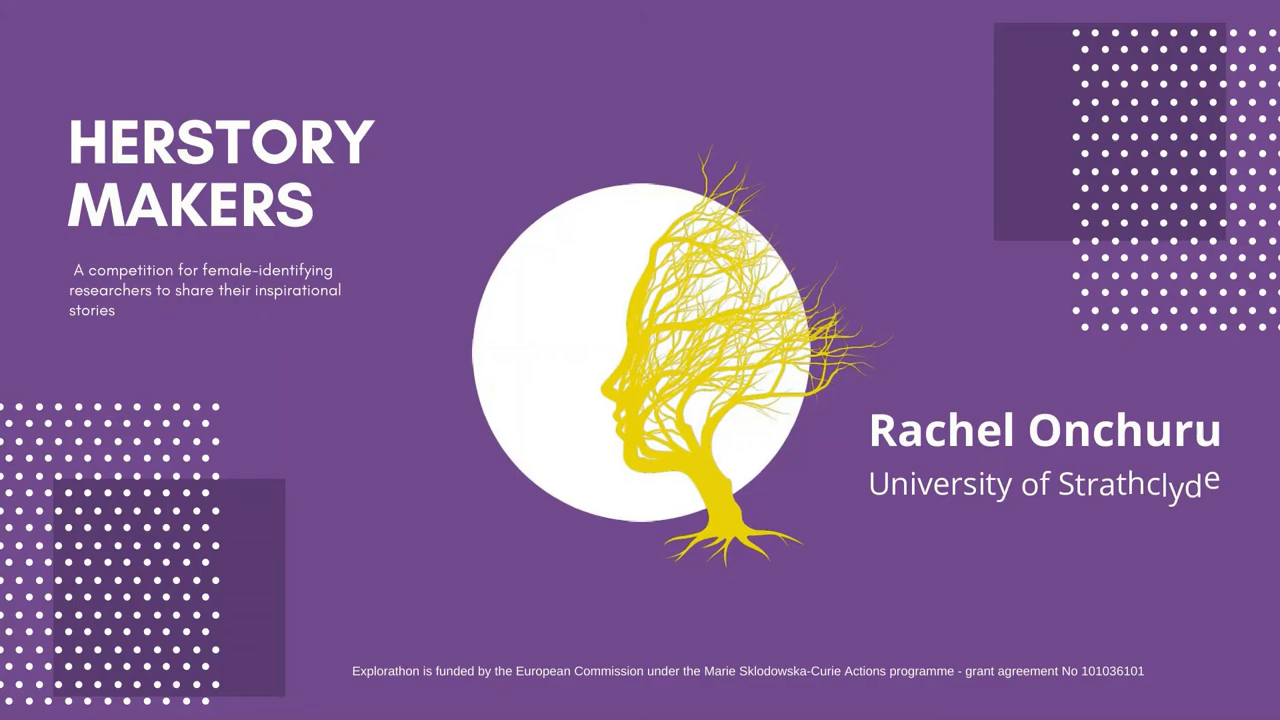 HERSTORY
MAKERS
A competition for female-identifying
researchers to share their inspirational
stories
Rachel Onchuru
University of Strathclyde
Explorathon is funded by the European Commission under the Marie Sklodowska-Curie Actions programme - grant agreement No 101036101